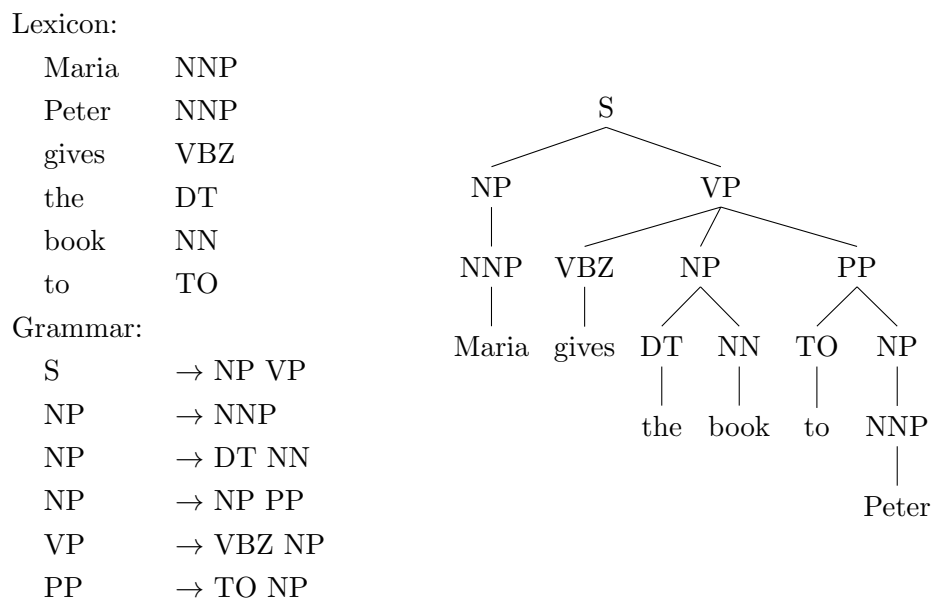 Lexicon:
Maria NNP
Peter NNP
gives VBZ
the DT
book NN
to TO
Grammar:
S → NP VP
NP → NNP
NP → DT NN
NP → NP PP
VP → VBZ NP
PP → TO NP
S
NP VP
NNP VBZ NP PP
Maria gives DT NN TO NP
the book to NNP
Peter